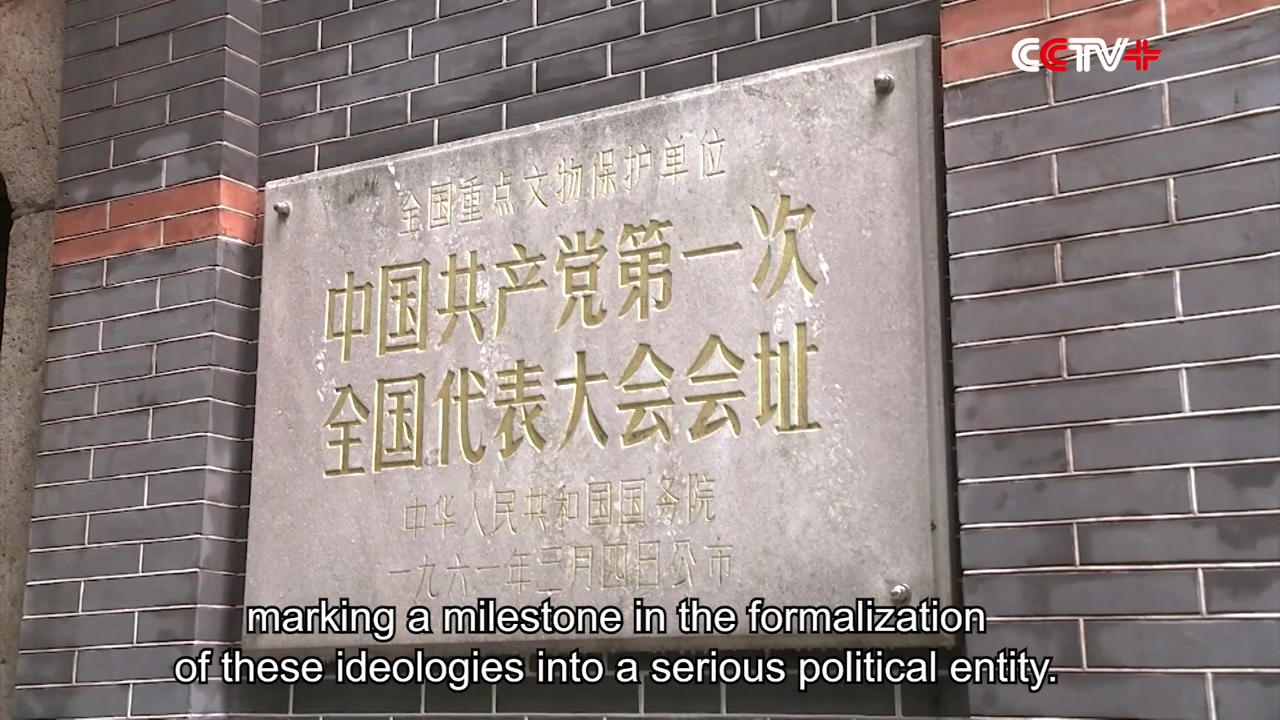 CCTV+
全国重点文物保护单位
中国共产党第一次
全国代表大会会址
中华人民共和国国务院
一九六一年三月四日公市
marking a milestone in the formalization
of these ideologies into a serious political entity.